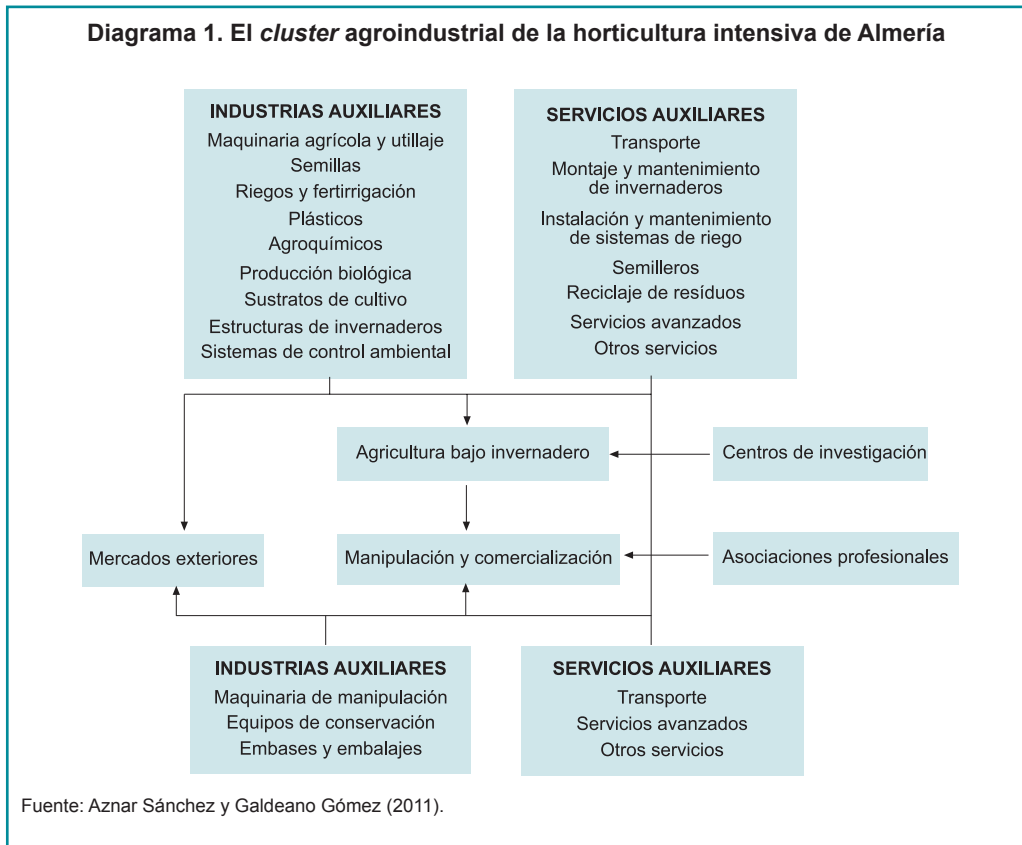 Diagrama 1. El cluster agroindustrial de la horticultura intensiva de Almería
INDUSTRIAS AUXILIARES
Maquinaria agrícola y utillaje
Semillas
Riegos y fertirrigación
Plásticos
Agroquímicos
Producción biológica
Sustratos de cultivo
Estructuras de invernaderos
Sistemas de control ambiental
SERVICIOS AUXILIARES
Transporte
Montaje y mantenimiento
de invernaderos
Instalación y mantenimiento
de sistemas de riego
Semilleros
Reciclaje de resíduos
Servicios avanzados
Otros servicios
Agricultura bajo invernadero
Centros de investigación
Mercados exteriores
Manipulación y comercialización
Asociaciones profesionales
INDUSTRIAS AUXILIARES
Maquinaria de manipulación
Equipos de conservación
Embases y embalajes
SERVICIOS AUXILIARES
Transporte
Servicios avanzados
Otros servicios
Fuente: Aznar Sánchez y Galdeano Gómez (2011).